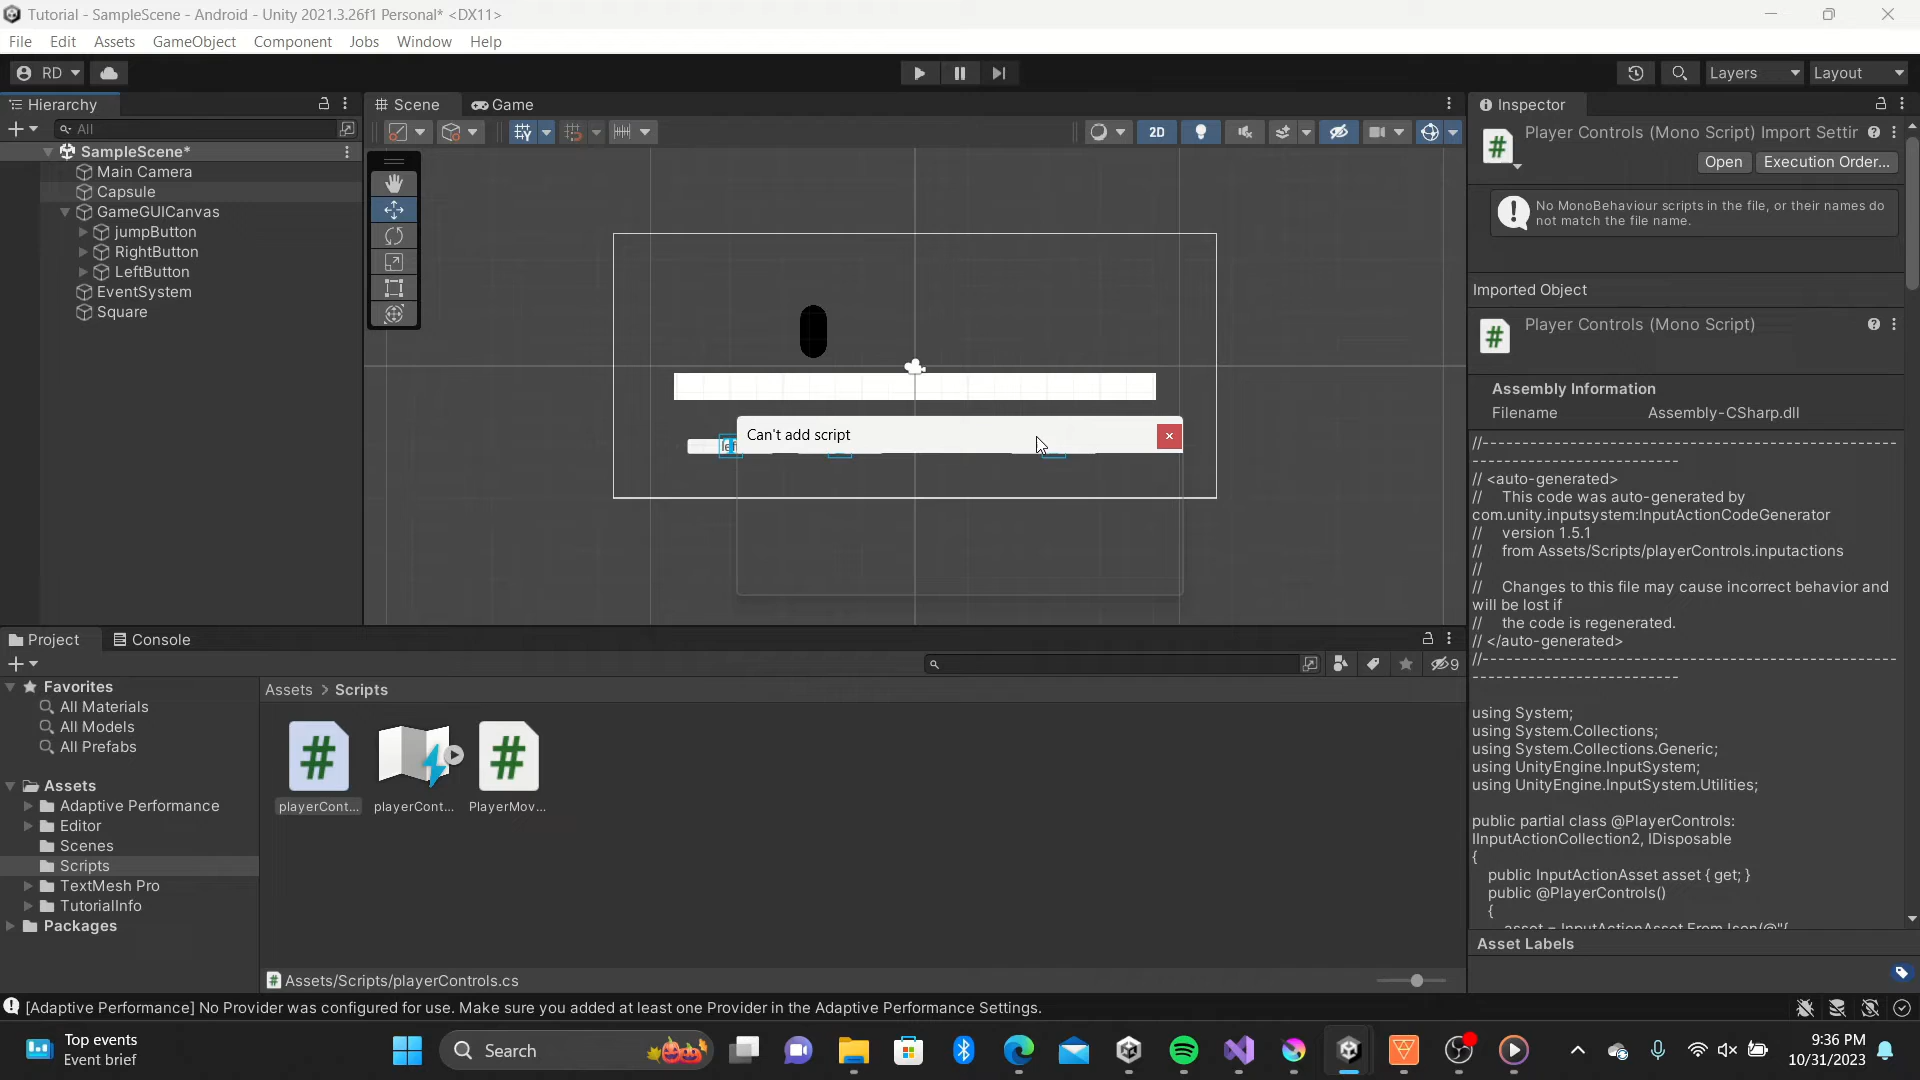 Tutorial - SampleScene - Android - Unity 2021.3.26f1 Personal* <DX11>
File Edit Assets GameObject Component Jobs Window Help
RD Layers Layout
Hierarchy
All
SampleScene*
Main Camera
Capsule
GameGUICanvas
jumpButton
RightButton
LeftButton
EventSystem
Square
Scene Game
2D
Can't add script
Inspector
Player Controls (Mono Script) Import Settir
Open Execution Order...
No MonoBehaviour scripts in the file, or their names do
not match the file name.
Imported Object
Player Controls (Mono Script)
Assembly Information
Filename Assembly-CSharp.dll
//------------------------------------------------------
---------------------------
// <auto-generated>
// This code was auto-generated by
com.unity.inputsystem:InputActionCodeGenerator
// version 1.5.1
// from Assets/Scripts/playerControls.inputactions
//
// Changes to this file may cause incorrect behavior and
will be lost if
// the code is regenerated.
// </auto-generated>
//------------------------------------------------------
---------------------------
using System;
using System.Collections;
using System.Collections.Generic;
using UnityEngine.InputSystem;
using UnityEngine.InputSystem.Utilities;
public partial class @PlayerControls:
IInputActionCollection2, IDisposable
{
public InputActionAsset asset { get; }
public @PlayerControls()
{
asset = InputActionAsset.FromJson(@"{
Asset Labels
Project Console
9
Favorites
All Materials
All Models
All Prefabs
Assets
Adaptive Performance
Editor
Scenes
Scripts
TextMesh Pro
TutorialInfo
Packages
Assets > Scripts
playerCont... playerCont... PlayerMov...
Assets/Scripts/playerControls.cs
[Adaptive Performance] No Provider was configured for use. Make sure you added at least one Provider in the Adaptive Performance Settings.
Top events
Event brief
Search
9:36 PM
10/31/2023